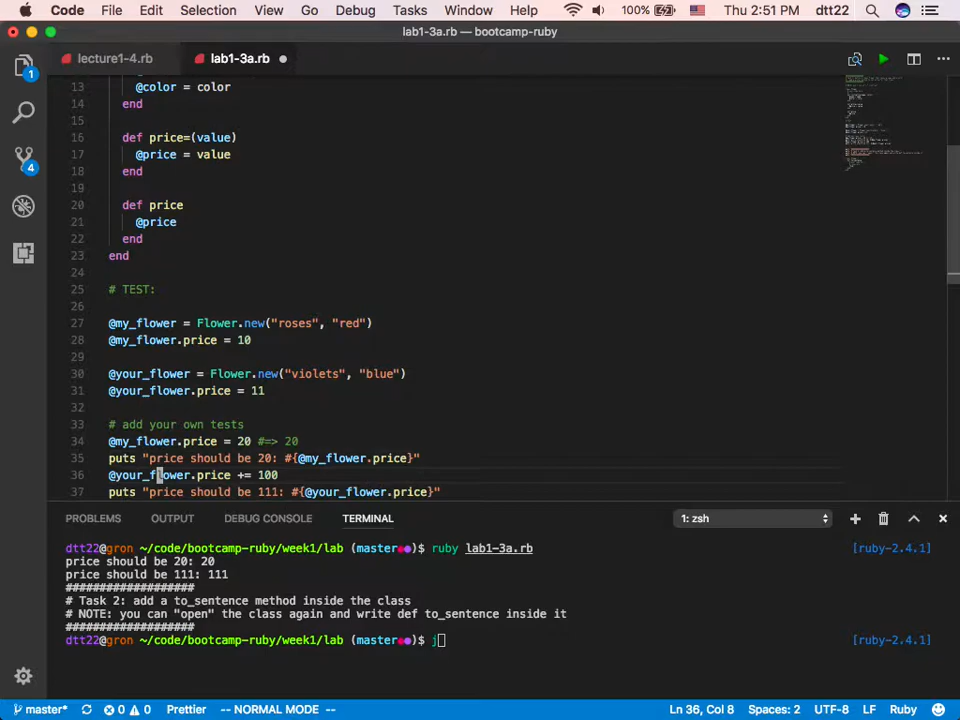 Code File Edit Selection View Go Debug Tasks Window Help 100% Thu 2:51 PM dtt22
lab1-3a.rb — bootcamp-ruby
lecture1-4.rb lab1-3a.rb
13 @color = color
14 end
15
16 def price=(value)
17 @price = value
18 end
19
20 def price
21 @price
22 end
23 end
24
25 # TEST:
26
27 @my_flower = Flower.new("roses", "red")
28 @my_flower.price = 10
29
30 @your_flower = Flower.new("violets", "blue")
31 @your_flower.price = 11
32
33 # add your own tests
34 @my_flower.price = 20 #=> 20
35 puts "price should be 20: #{@my_flower.price}"
36 @your_flower.price += 100
37 puts "price should be 111: #{@your_flower.price}"
1
4
PROBLEMS OUTPUT DEBUG CONSOLE TERMINAL 1: zsh
dtt22@gron ~/code/bootcamp-ruby/week1/lab (master●●)$ ruby lab1-3a.rb [ruby-2.4.1]
price should be 20: 20
price should be 111: 111
###################
# Task 2: add a to_sentence method inside the class
# NOTE: you can "open" the class again and write def to_sentence inside it
###################
dtt22@gron ~/code/bootcamp-ruby/week1/lab (master●●)$ j [ruby-2.4.1]
master* 0 0 Prettier -- NORMAL MODE -- Ln 36, Col 8 Spaces: 2 UTF-8 LF Ruby